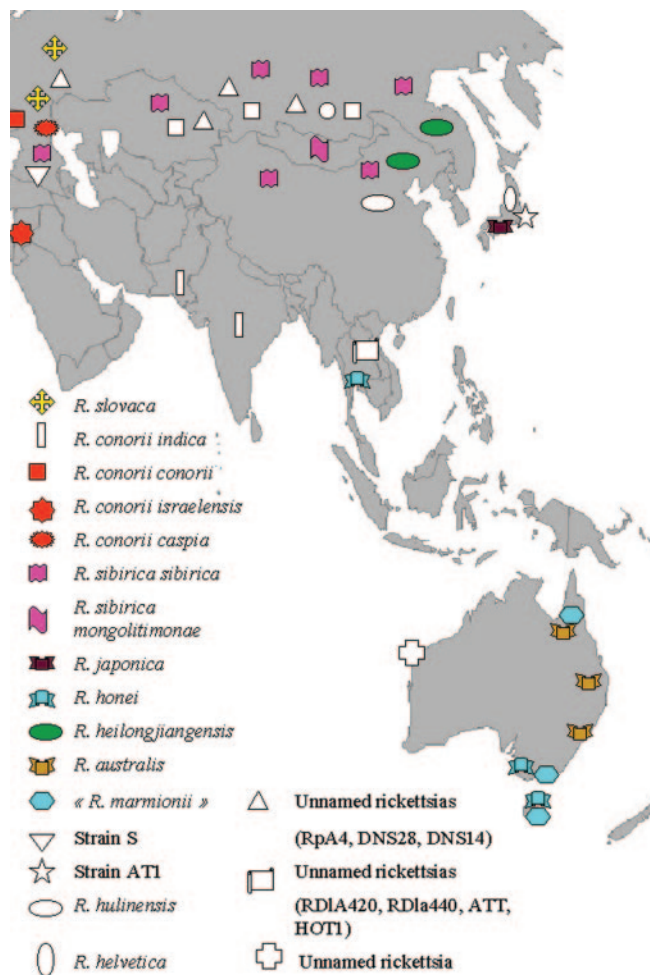 R. slovaca
R. conorii indica
R. conorii conorii
R. conorii israelensis
R. conorii caspia
R. sibirica sibirica
R. sibirica
mongolitimonae
R. japonica
R. honei
R. heilongjiangensis
R. australis
« R. marmionii »
Strain S
Strain AT1
R. hulinensis
R. helvetica
Unnamed rickettsias
(RpA4, DNS28, DNS14)
Unnamed rickettsias
(RDlA420, RDla440, ATT,
HOT1)
Unnamed rickettsia